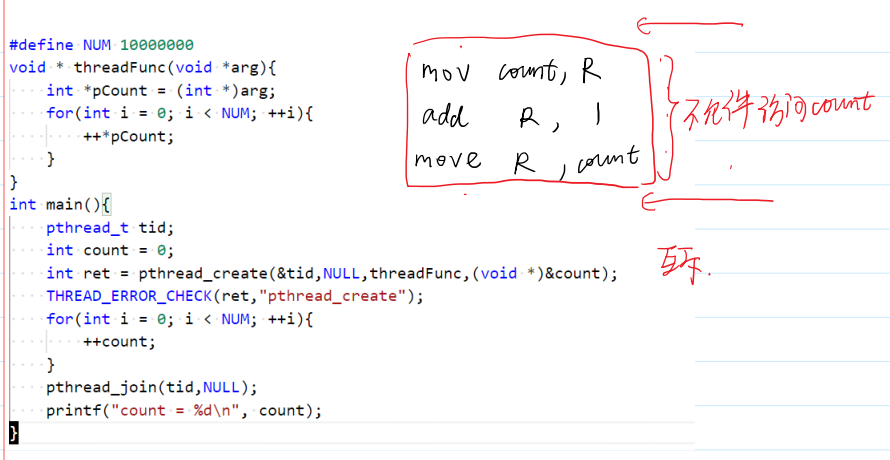 #define NUM 10000000
void * threadFunc(void *arg){
    int *pCount = (int *)arg;
    for(int i = 0; i < NUM; ++i){
        ++*pCount;
    }
}
int main(){
    pthread_t tid;
    int count = 0;
    int ret = pthread_create(&tid,NULL,threadFunc,(void *)&count);
    THREAD_ERROR_CHECK(ret,"pthread_create");
    for(int i = 0; i < NUM; ++i){
        ++count;
    }
    pthread_join(tid,NULL);
    printf("count = %d\n", count);
}
mov count, R
add R, 1
move R, count
不允许访问count
互斥.